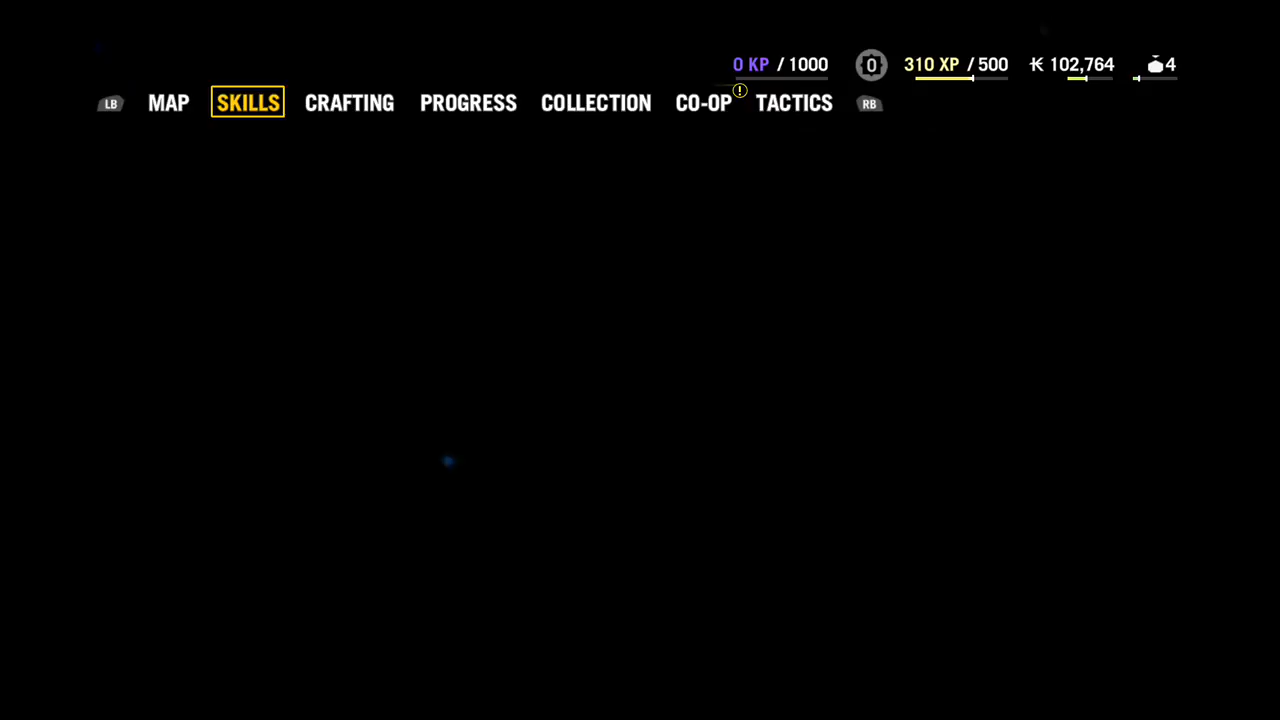 0 KP / 1000 0 310 XP / 500 ₭ 102,764 4
LB MAP SKILLS CRAFTING PROGRESS COLLECTION CO-OP ! TACTICS RB